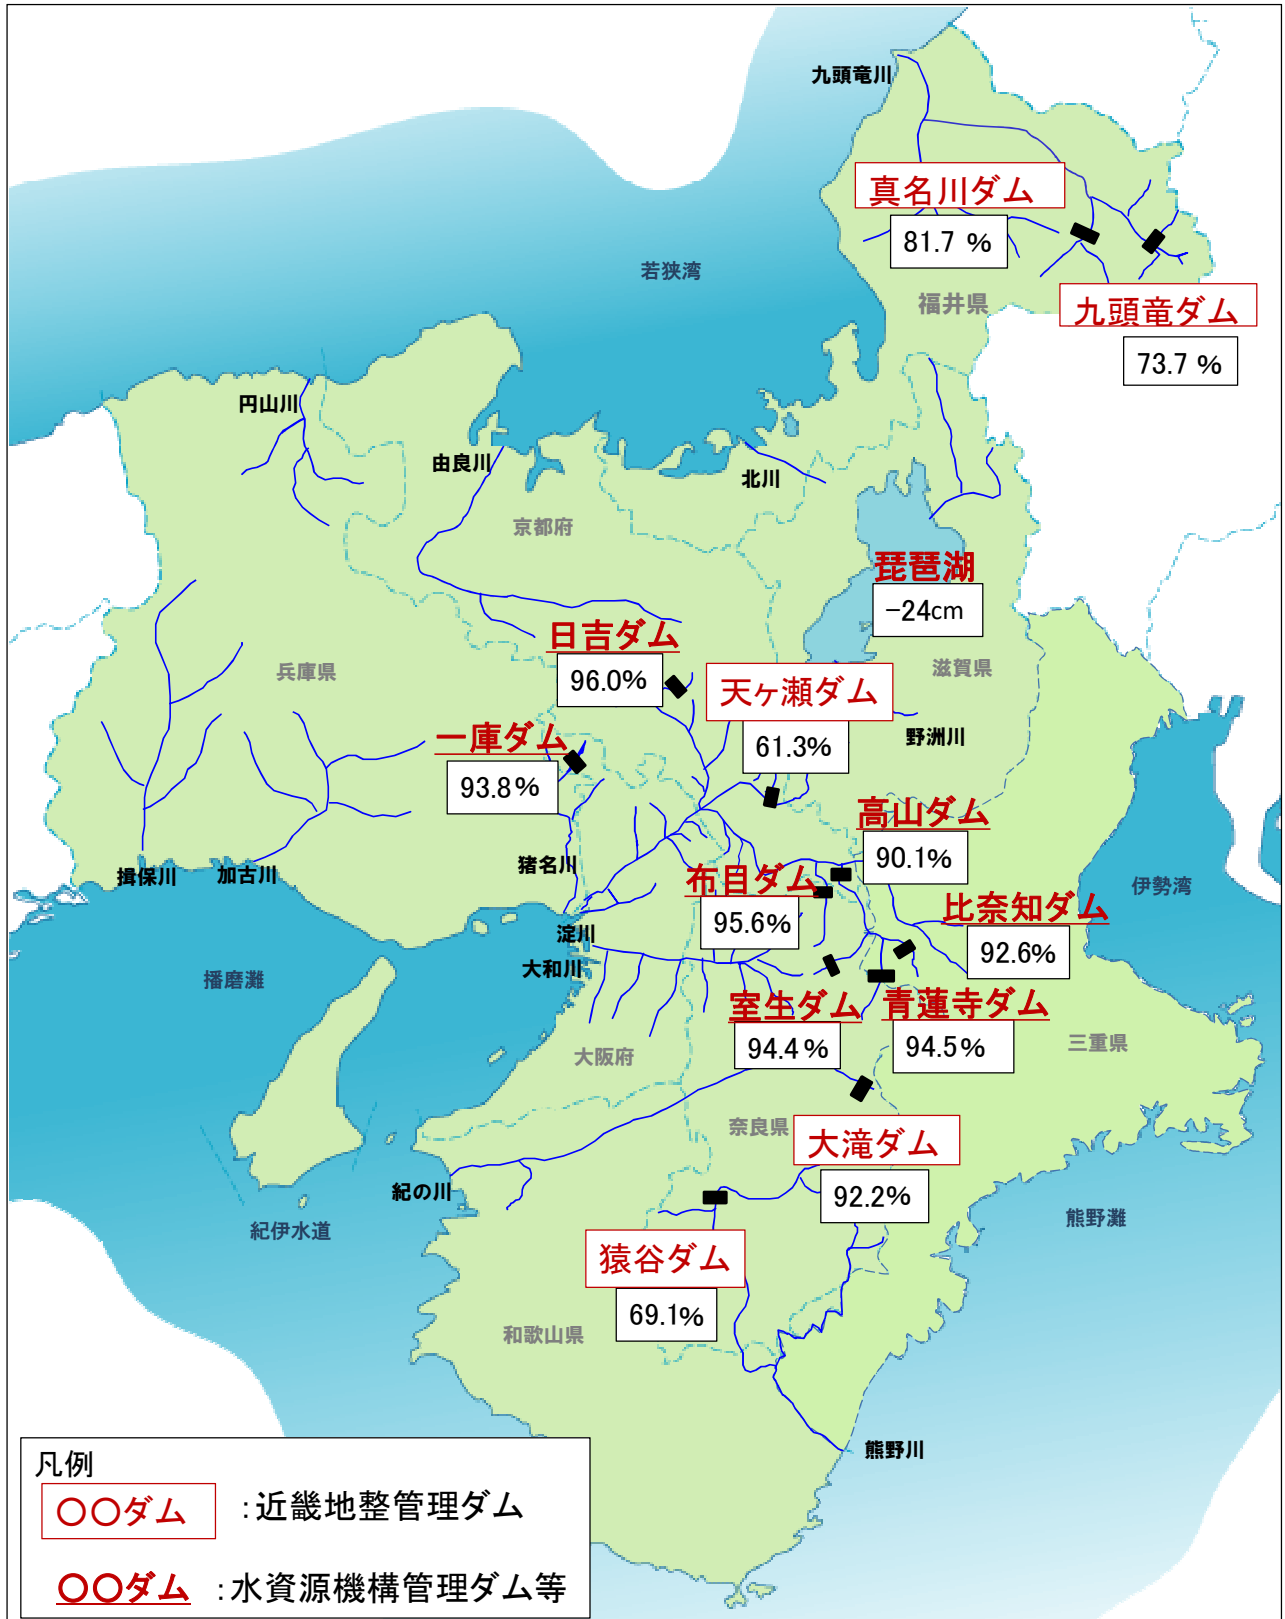 九頭竜川
真名川ダム
81.7 %
若狭湾
福井県
九頭竜ダム
73.7 %
円山川
由良川
北川
京都府
琵琶湖
-24cm
日吉ダム
96.0%
兵庫県
滋賀県
天ヶ瀬ダム
61.3%
一庫ダム
93.8%
野洲川
高山ダム
90.1%
揖保川
加古川
猪名川
布目ダム
95.6%
伊勢湾
比奈知ダム
92.6%
淀川
大和川
播磨灘
室生ダム
94.4%
青蓮寺ダム
94.5%
大阪府
三重県
奈良県
大滝ダム
92.2%
紀の川
紀伊水道
熊野灘
猿谷ダム
69.1%
和歌山県
熊野川
凡例
〇〇ダム :近畿地整管理ダム
〇〇ダム :水資源機構管理ダム等